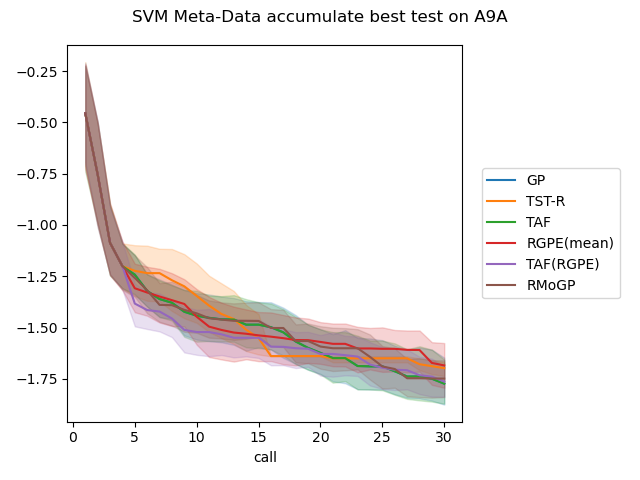 SVM Meta-Data accumulate best test on A9A
−0.25
−0.50
−0.75
−1.00
−1.25
−1.50
−1.75
0 5 10 15 20 25 30
call
GP
TST-R
TAF
RGPE(mean)
TAF(RGPE)
RMoGP